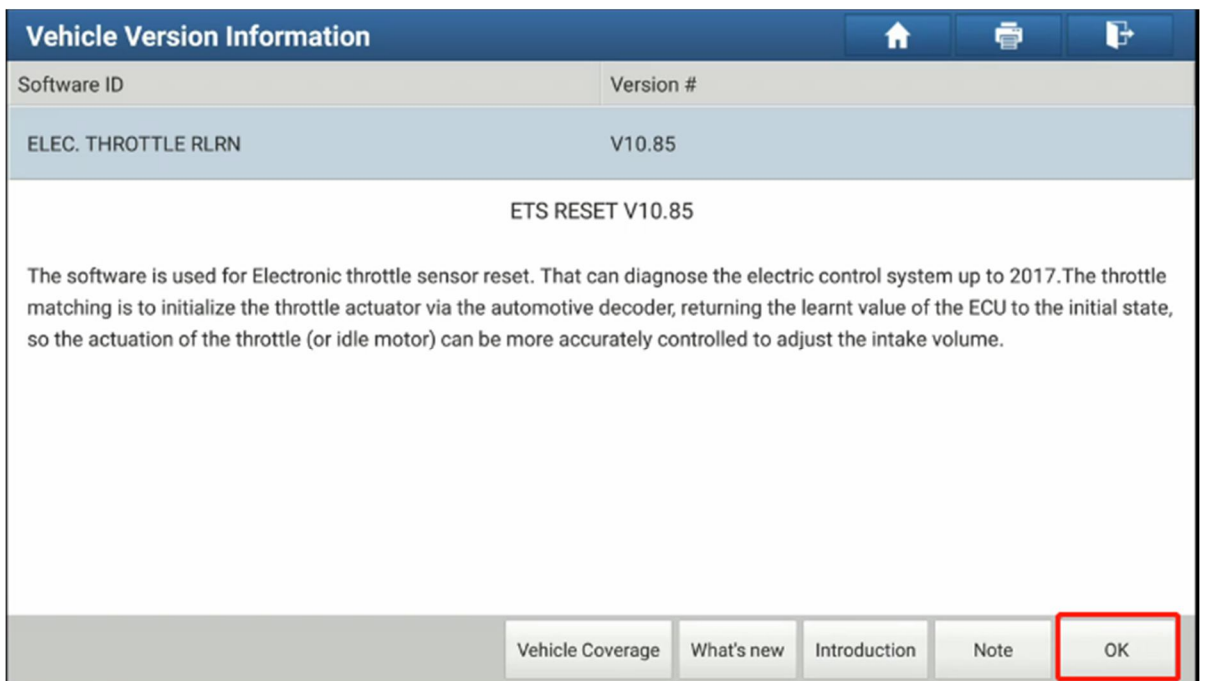 Vehicle Version Information
Software ID Version #
ELEC. THROTTLE RLRN V10.85
ETS RESET V10.85
The software is used for Electronic throttle sensor reset. That can diagnose the electric control system up to 2017.The throttle
matching is to initialize the throttle actuator via the automotive decoder, returning the learnt value of the ECU to the initial state,
so the actuation of the throttle (or idle motor) can be more accurately controlled to adjust the intake volume.
Vehicle Coverage What's new Introduction Note OK